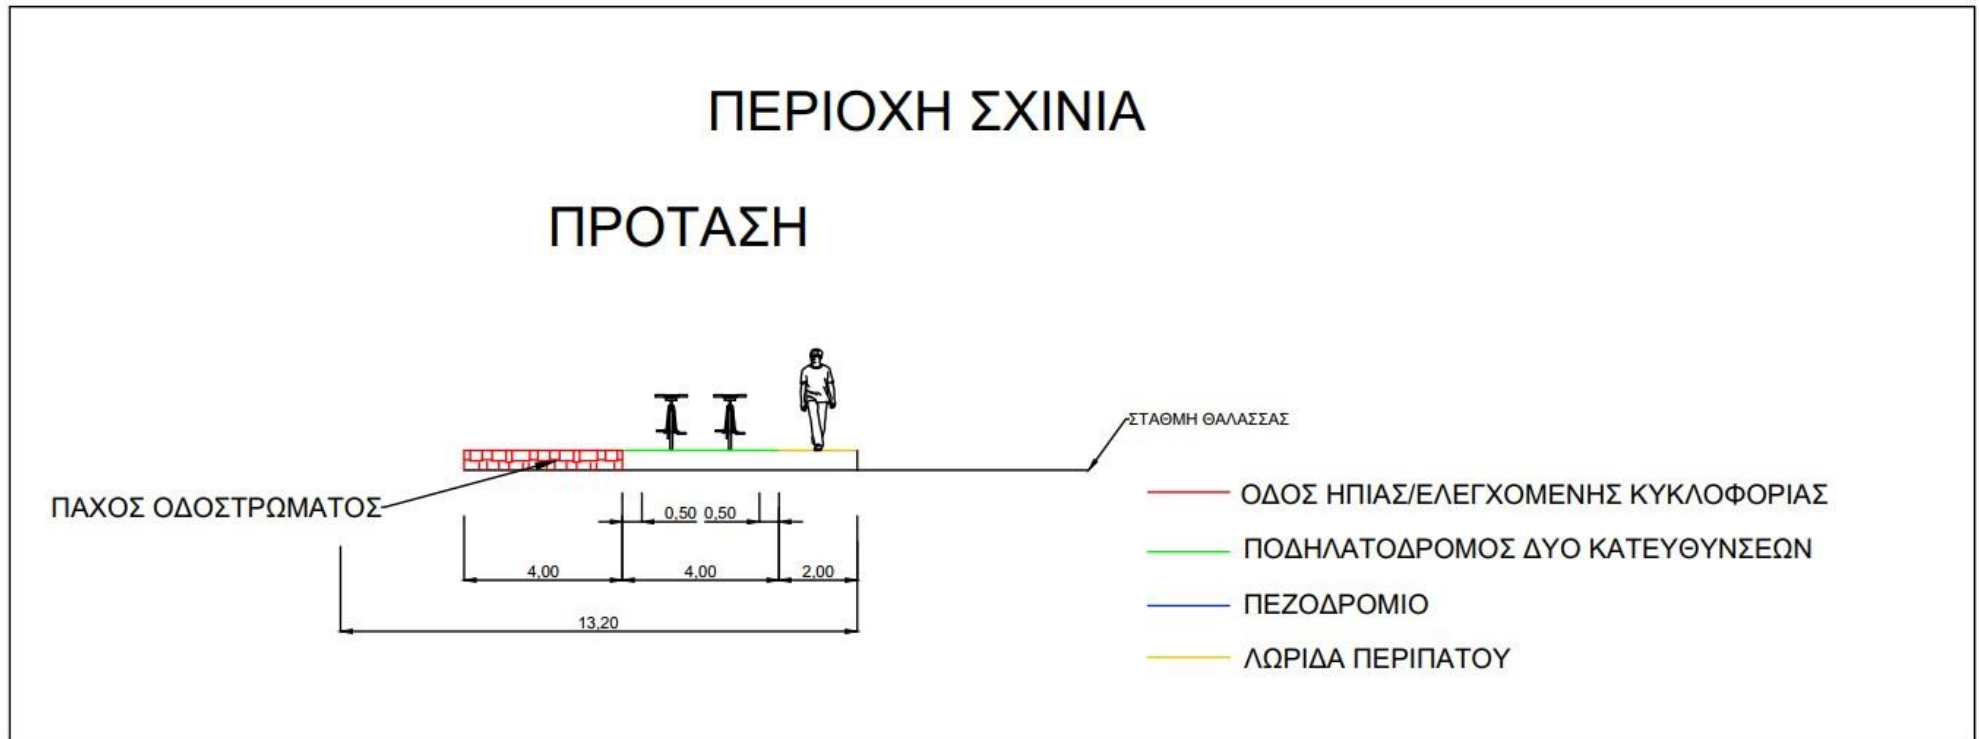 ΠΕΡΙΟΧΗ ΣΧΙΝΙΑ
ΠΡΟΤΑΣΗ
ΣΤΑΘΜΗ ΘΑΛΑΣΣΑΣ
ΠΑΧΟΣ ΟΔΟΣΤΡΩΜΑΤΟΣ
0,50 0,50
4,00 4,00 2,00
13,20
ΟΔΟΣ ΗΠΙΑΣ/ΕΛΕΓΧΟΜΕΝΗΣ ΚΥΚΛΟΦΟΡΙΑΣ
ΠΟΔΗΛΑΤΟΔΡΟΜΟΣ ΔΥΟ ΚΑΤΕΥΘΥΝΣΕΩΝ
ΠΕΖΟΔΡΟΜΙΟ
ΛΩΡΙΔΑ ΠΕΡΙΠΑΤΟΥ